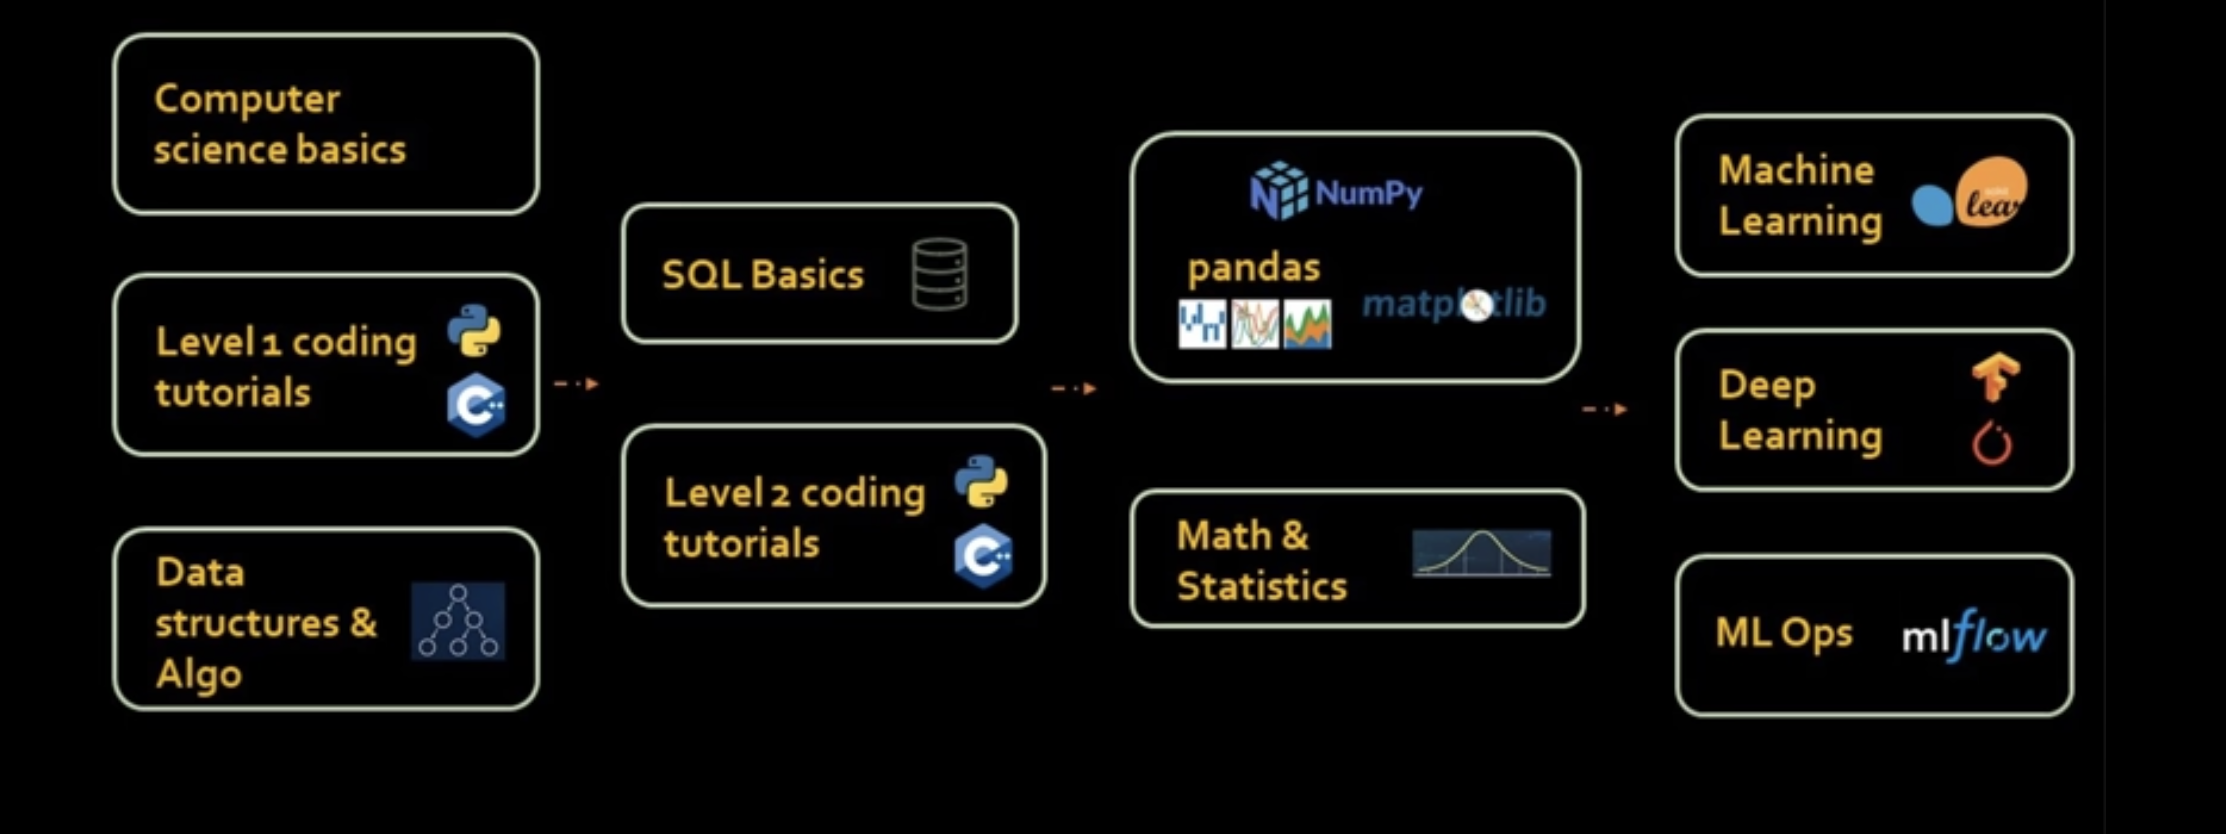 Computer
science basics
Level 1 coding
tutorials
C++
Data
structures &
Algo
SQL Basics
Level 2 coding
tutorials
C++
NumPy
pandas
matplotlib
Math &
Statistics
Machine
Learning
lear
Deep
Learning
ML Ops
mlflow